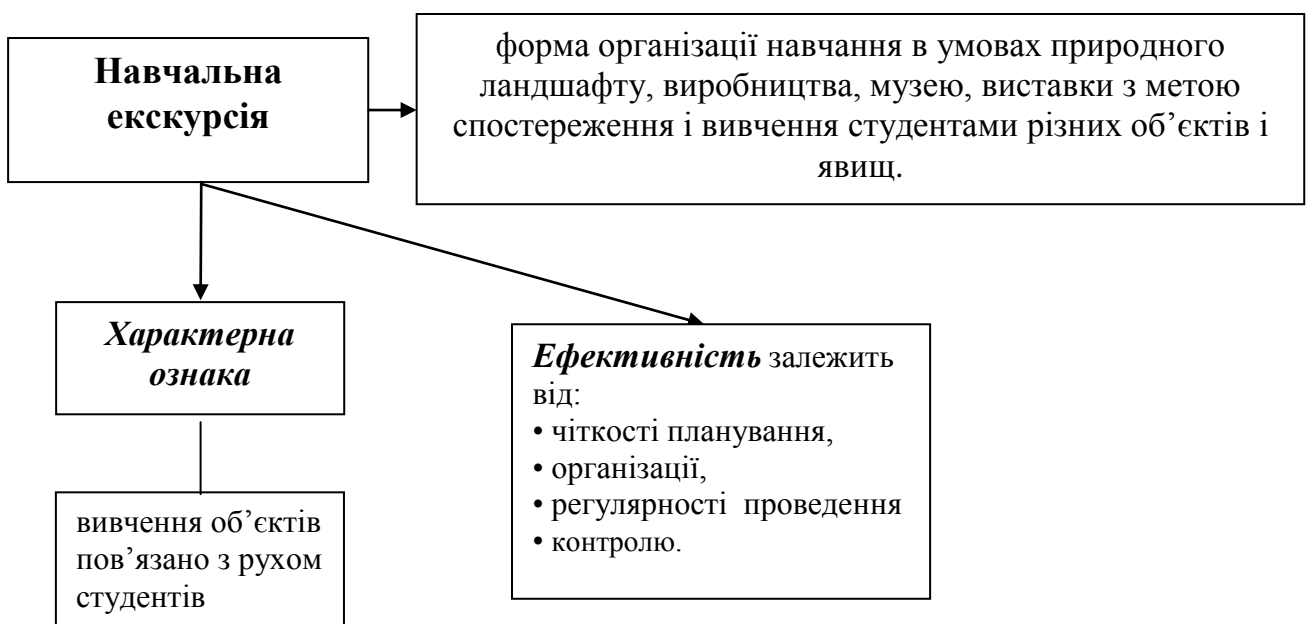 Навчальна
екскурсія
форма організації навчання в умовах природного
ландшафту, виробництва, музею, виставки з метою
спостереження і вивчення студентами різних об’єктів і
явищ.
Характерна
ознака
вивчення об’єктів
пов’язано з рухом
студентів
Ефективність залежить
від:
• чіткості планування,
• організації,
• регулярності проведення
• контролю.